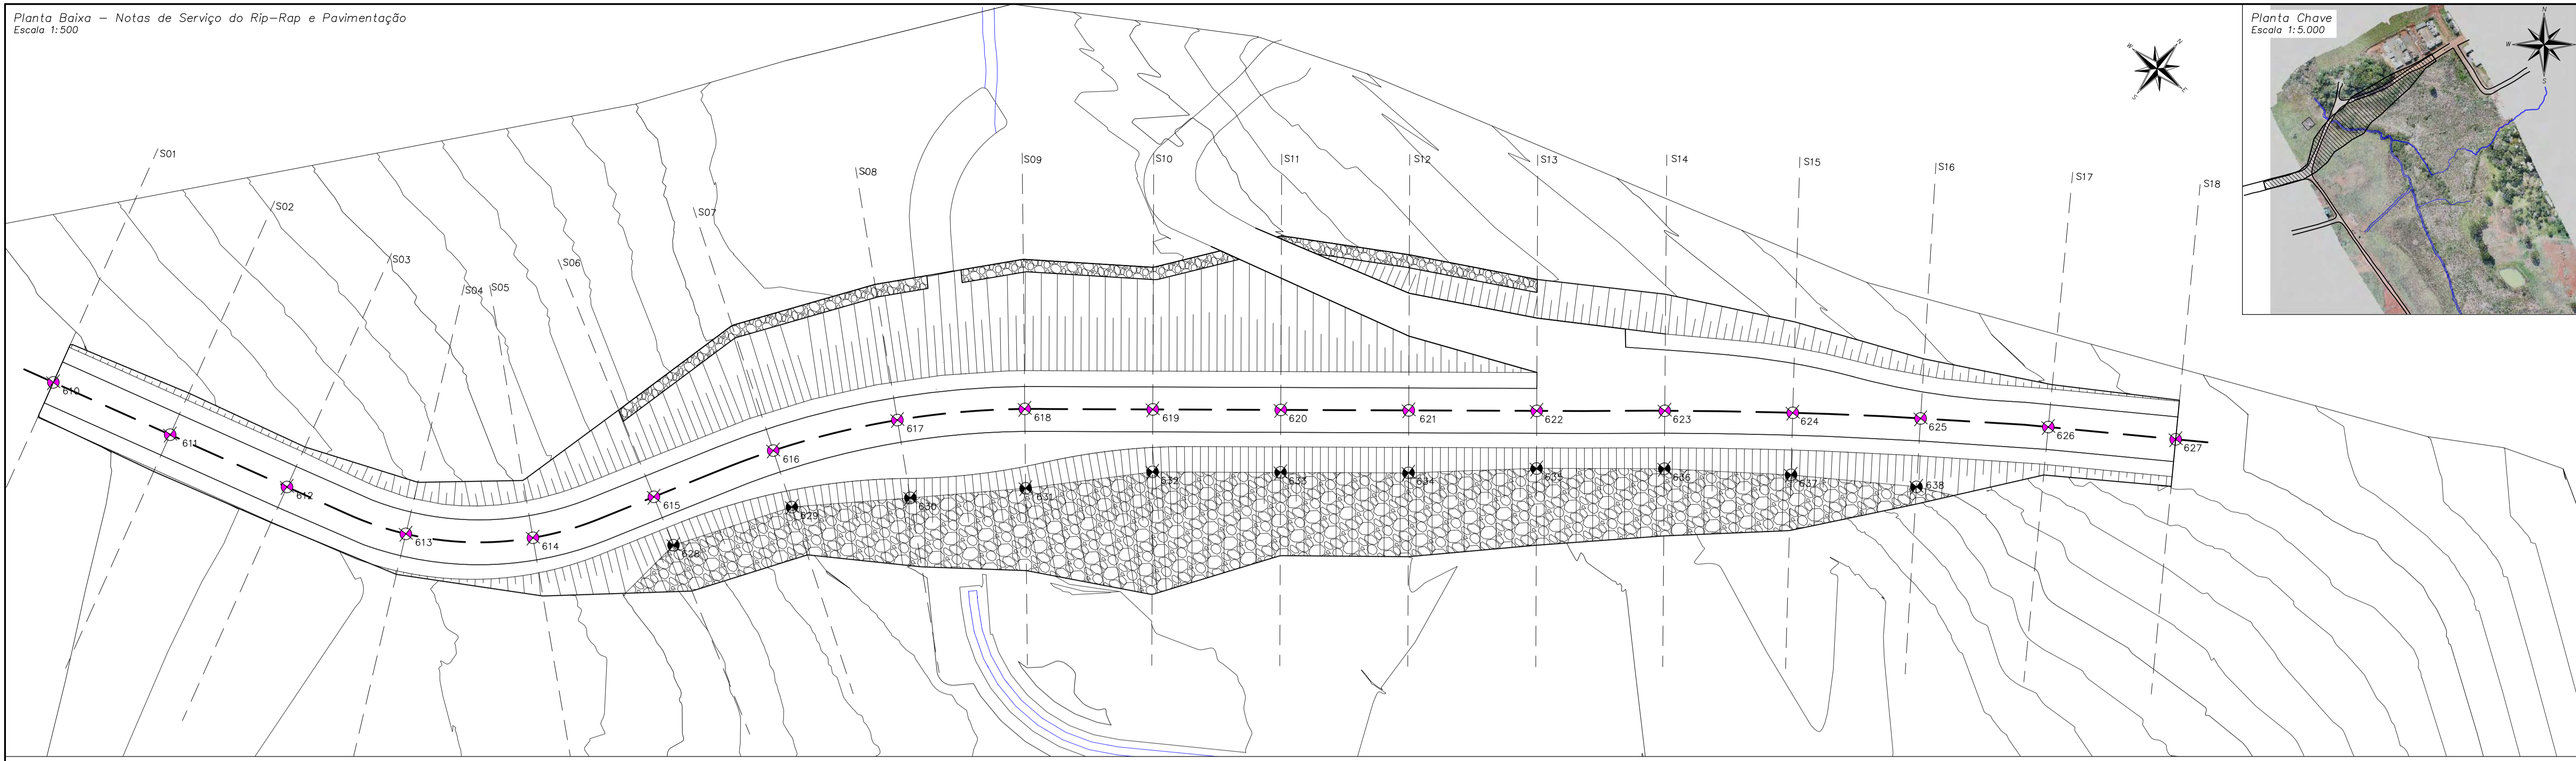 Planta Baixa – Notas de Serviço do Rip–Rap e Pavimentação
Escala 1:500
Planta Chave
Escala 1:5.000
N
W
S
W
N
S
E
S01
S02
S03
S04
S05
S06
S07
S08
S09
S10
S11
S12
S13
S14
S15
S16
S17
S18
610
611
612
613
614
615
616
617
618
619
620
621
622
623
624
625
626
627
628
629
630
631
632
633
634
635
636
637
638